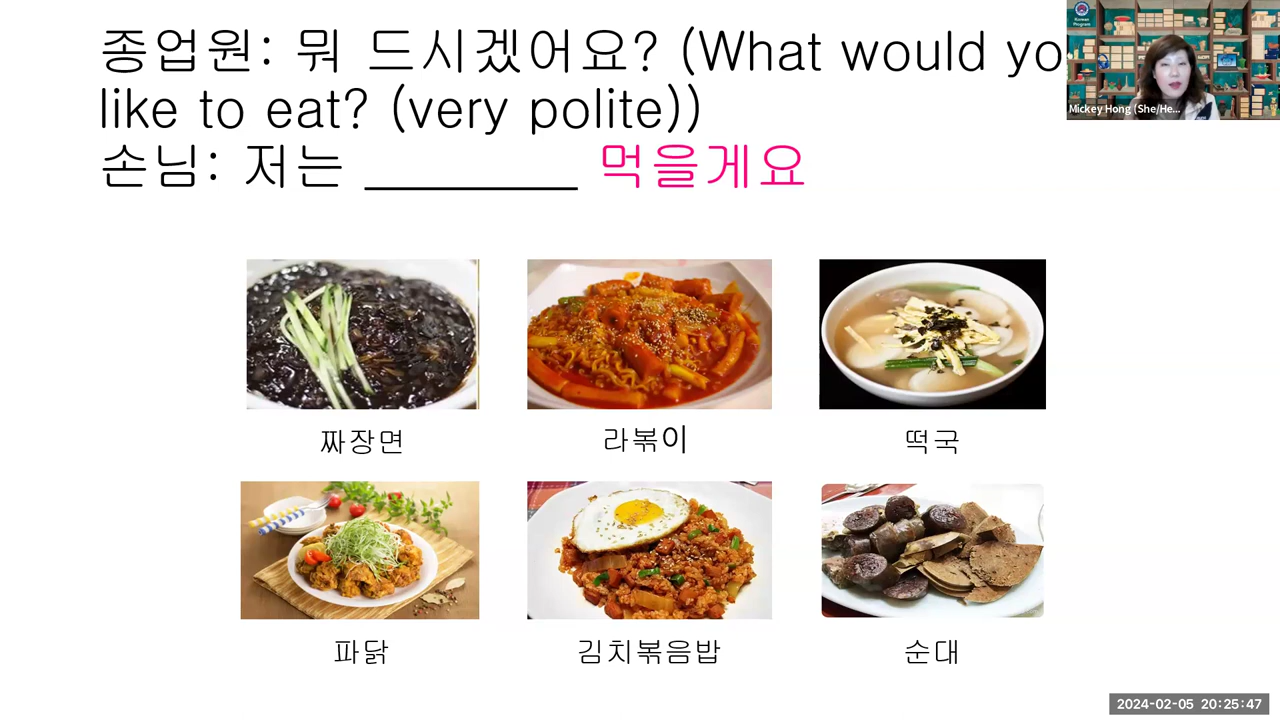 종업원: 뭐 드시겠어요? (What would yo
like to eat? (very polite))
손님: 저는 ________ 먹을게요
Korean
Program
Mickey Hong (She/He...
짜장면
라볶이
떡국
파닭
김치볶음밥
순대
2024-02-05 20:25:47